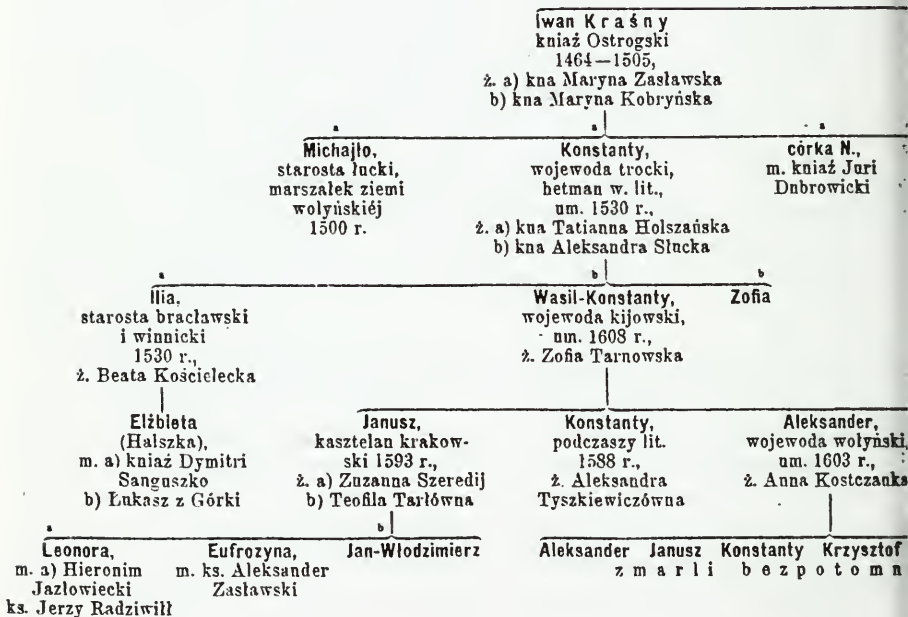 Iwan Kraśny
kniaź Ostrogski
1464—1505,
ż. a) kna Maryna Zasławska
b) kna Maryna Kobryńska
a a a
Michajło,
starosta łucki,
marszałek ziemi
wołyńskiéj
1500 r.
Konstanty,
wojewoda trocki,
hetman w. lit.,
um. 1530 r.,
ż. a) kna Tatianna Holszańska
b) kna Aleksandra Słucka
córka N.,
m. kniaź Juri
Dubrowicki
a b b
Ilia,
starosta bracławski
i winnicki
1530 r.,
ż. Beata Kościelecka
Wasil-Konstanty,
wojewoda kijowski,
um. 1608 r.,
ż. Zofia Tarnowska
Zofia
Elżbieta
(Halszka),
m. a) kniaź Dymitri
Sanguszko
b) Łukasz z Górki
Janusz,
kasztelan krakow-
ski 1593 r.,
ż. a) Zuzanna Szeredij
b) Teofila Tarłówna
Konstanty,
podczaszy lit.
1588 r.,
ż. Aleksandra
Tyszkiewiczówna
Aleksander,
wojewoda wołyński,
um. 1603 r.,
ż. Anna Kostczanka
a b
Leonora,
m. a) Hieronim
Jazłowiecki
ks. Jerzy Radziwiłł
Eufrozyna,
m. ks. Aleksander
Zasławski
Jan-Włodzimierz
Aleksander Janusz Konstanty Krzysztof
zmarli bezpotomn